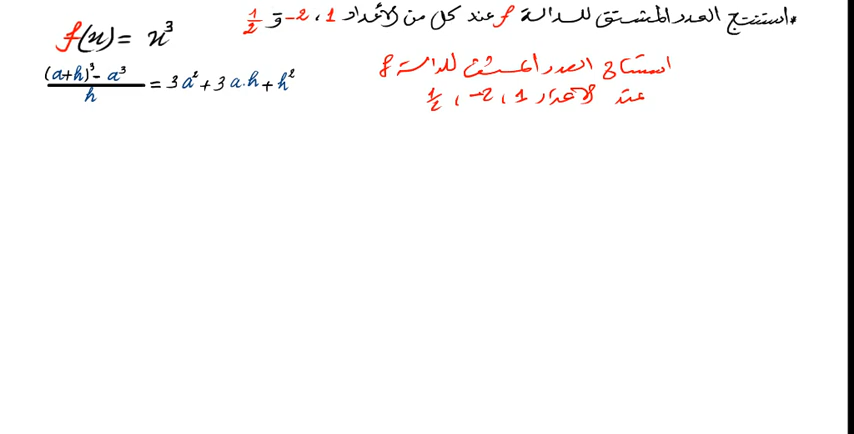 • استنتج العدد المشتق للدالة f عند كل من الأعداد 1 ، -2 و 1/2
f(x) = x³
((a+h)³ - a³)/h = 3a² + 3a.h + h²
استنتاج العدد المشتق للدالة f
عند الأعداد 1 ، -2 ، 1/2